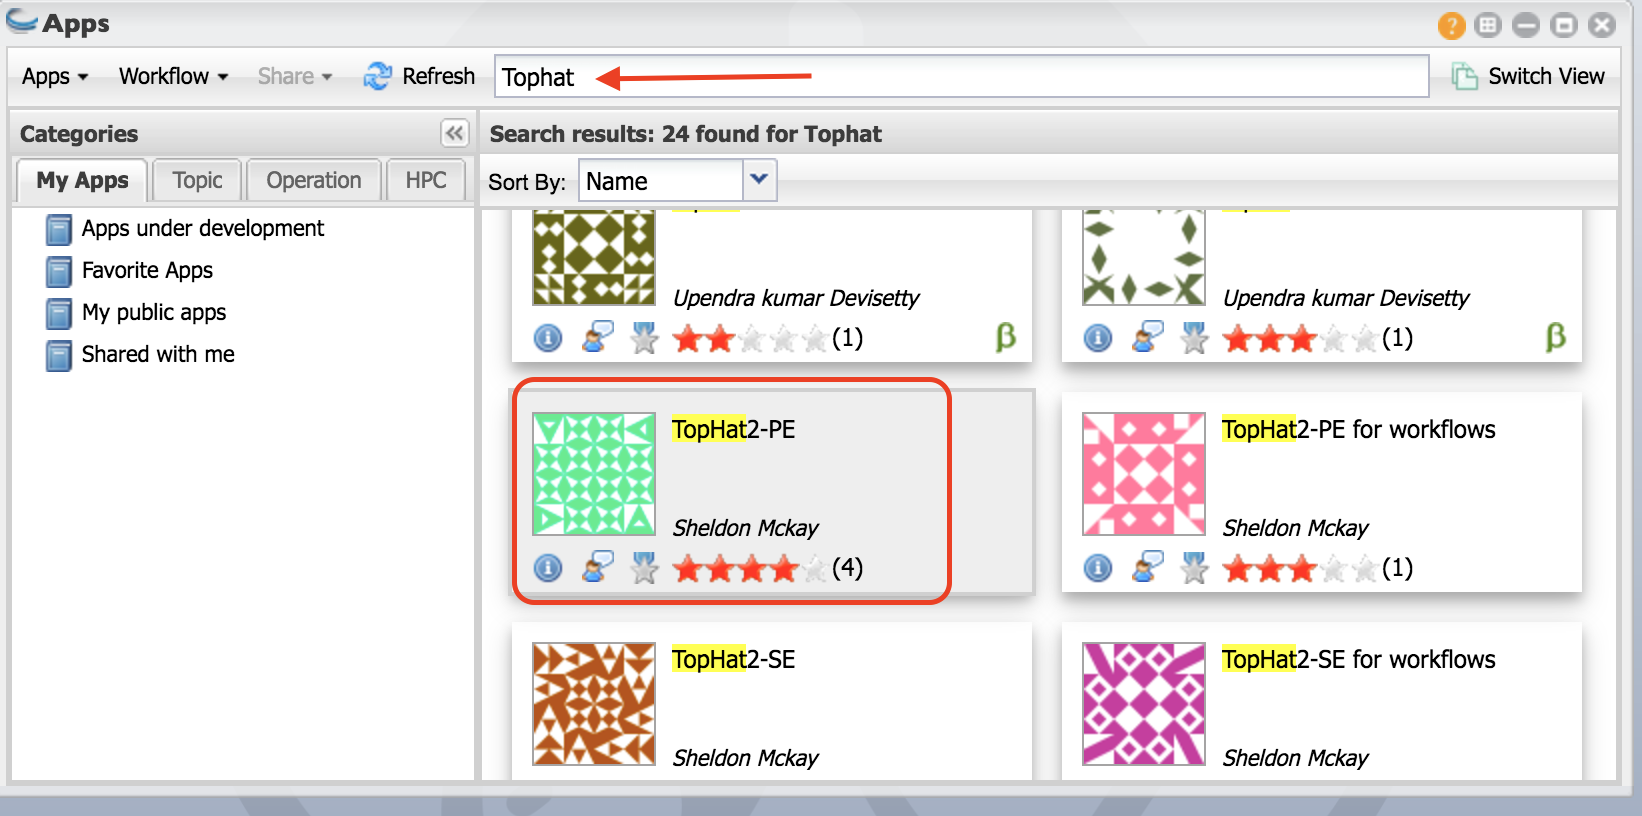 Apps
?
Apps Workflow Share Refresh Tophat Switch View
Categories
Search results: 24 found for Tophat
My Apps Topic Operation HPC
Sort By: Name
Apps under development
Favorite Apps
My public apps
Shared with me
Upendra kumar Devisetty
(1) β
Upendra kumar Devisetty
(1) β
TopHat2-PE
Sheldon Mckay
(4)
TopHat2-PE for workflows
Sheldon Mckay
(1)
TopHat2-SE
Sheldon Mckay
TopHat2-SE for workflows
Sheldon Mckay